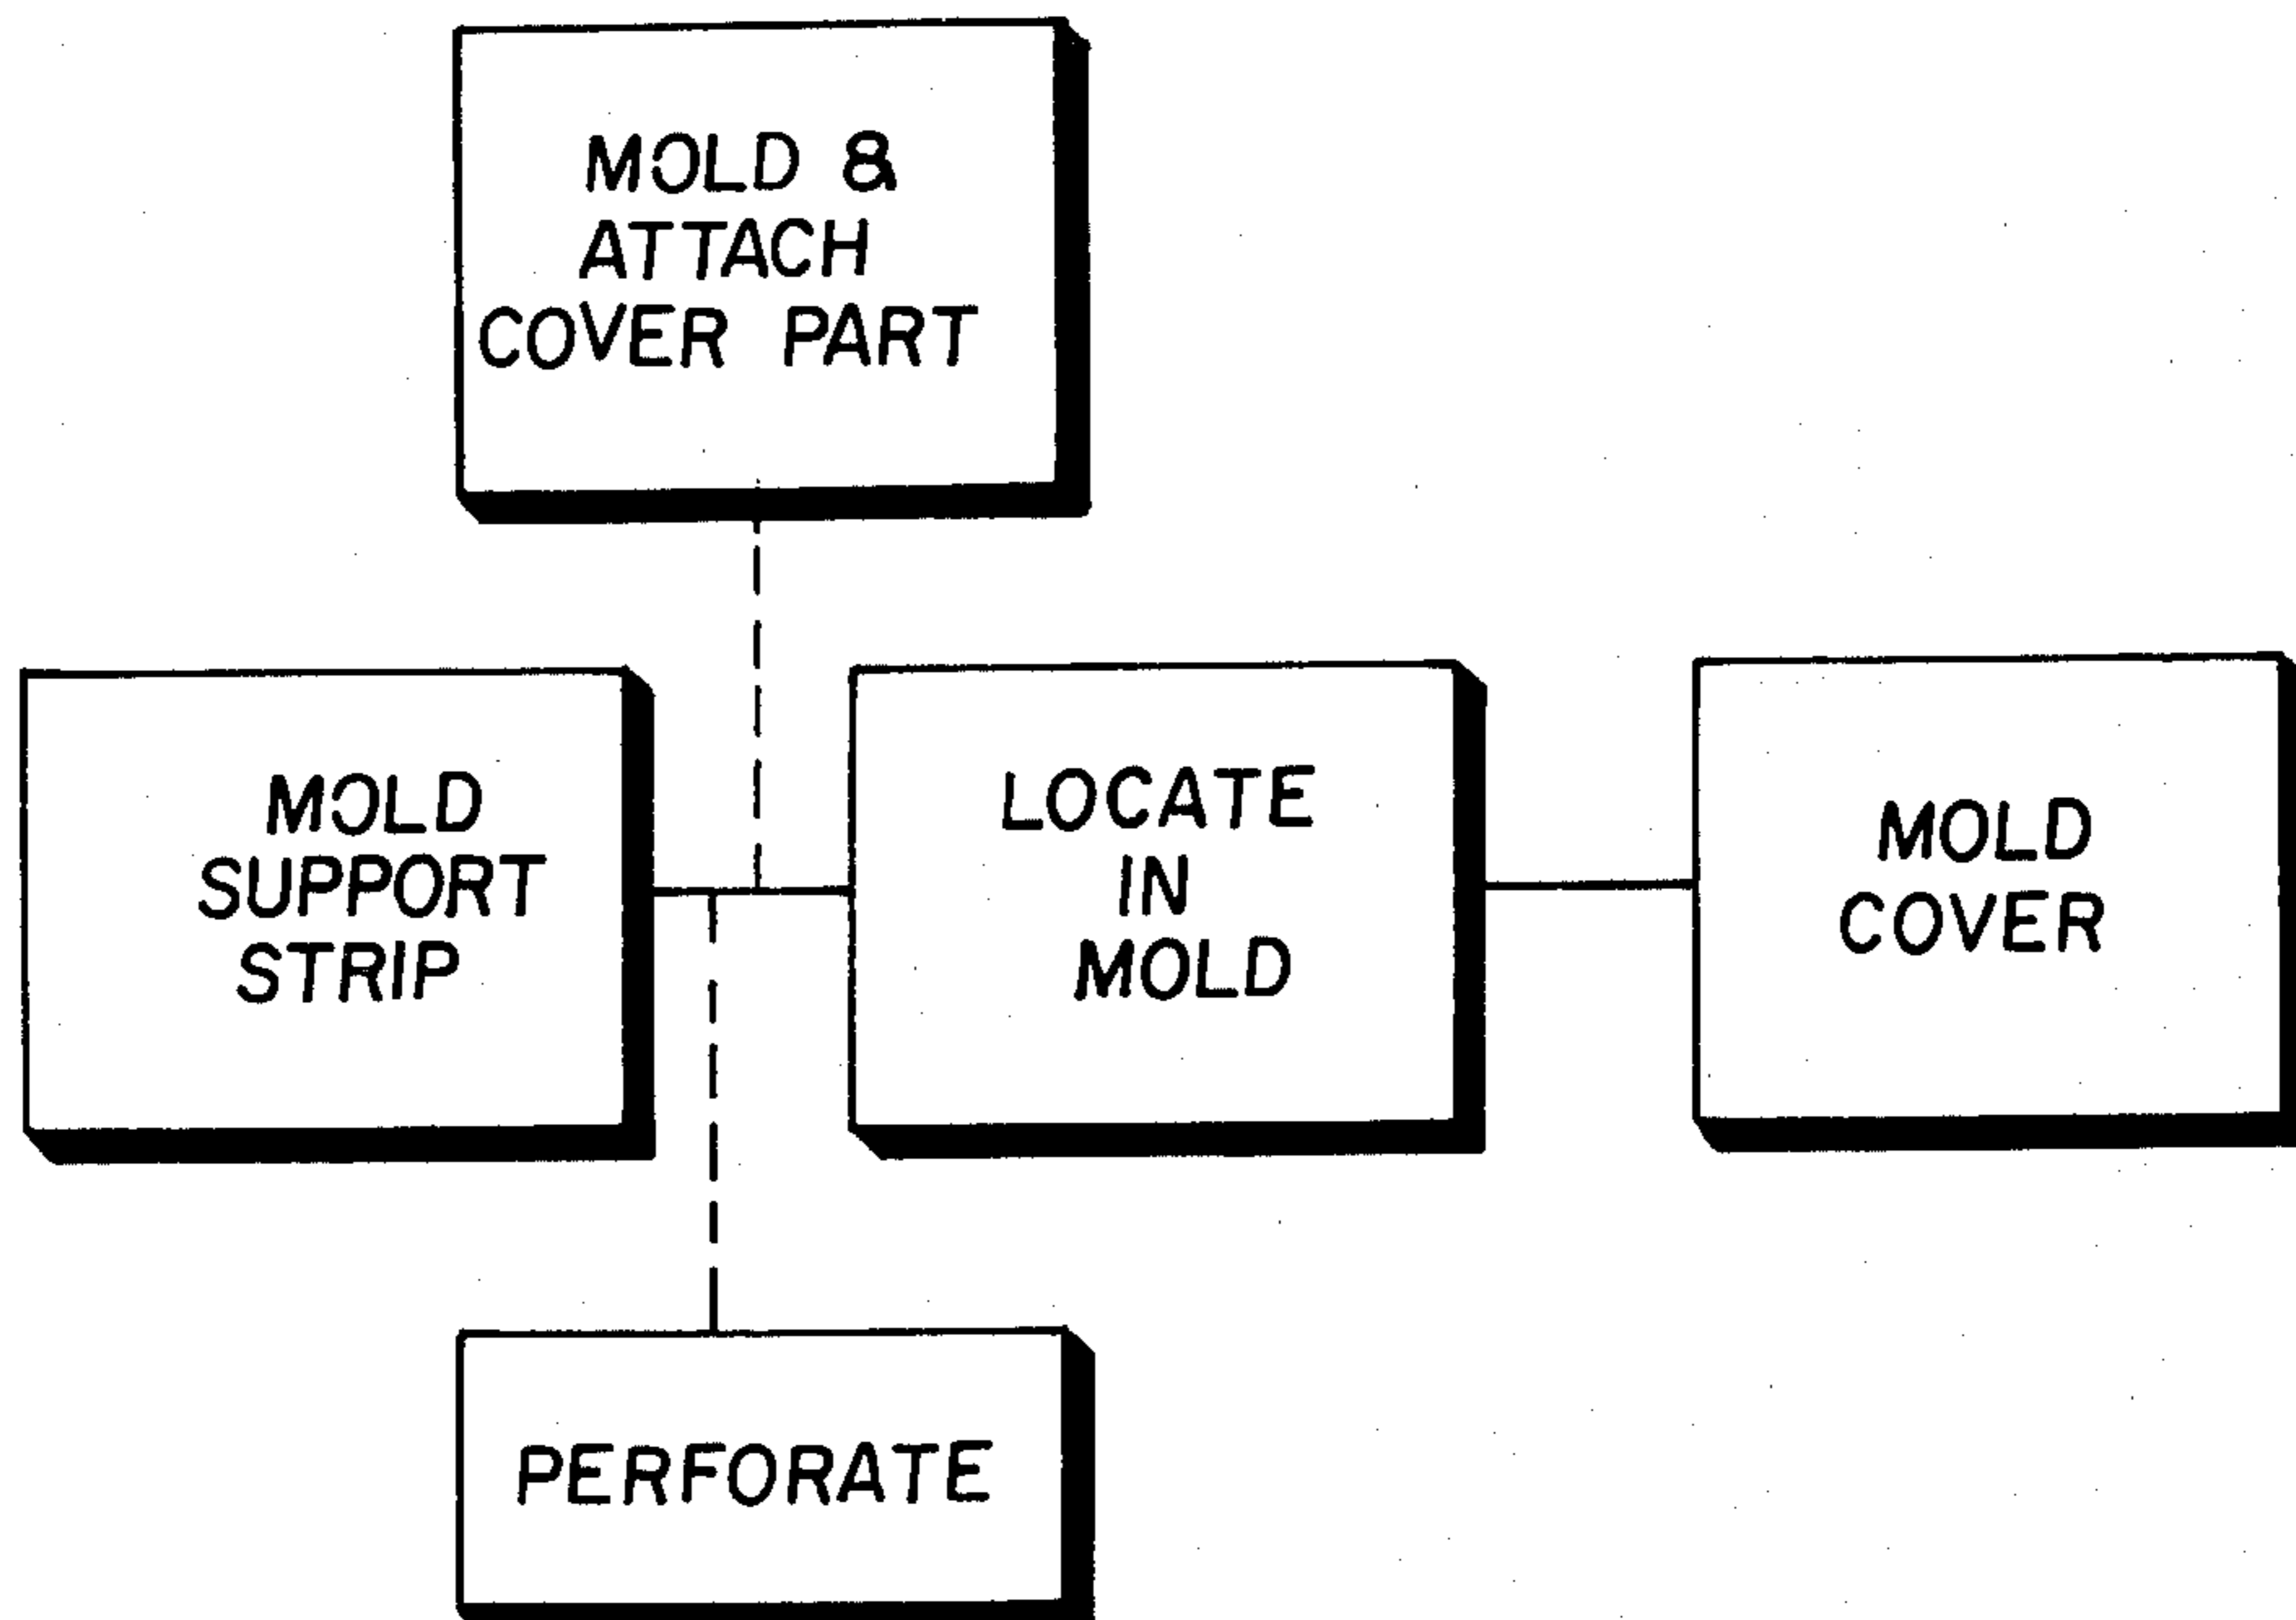 MOLD &
ATTACH
COVER PART
MOLD
SUPPORT
STRIP
LOCATE
IN
MOLD
MOLD
COVER
PERFORATE